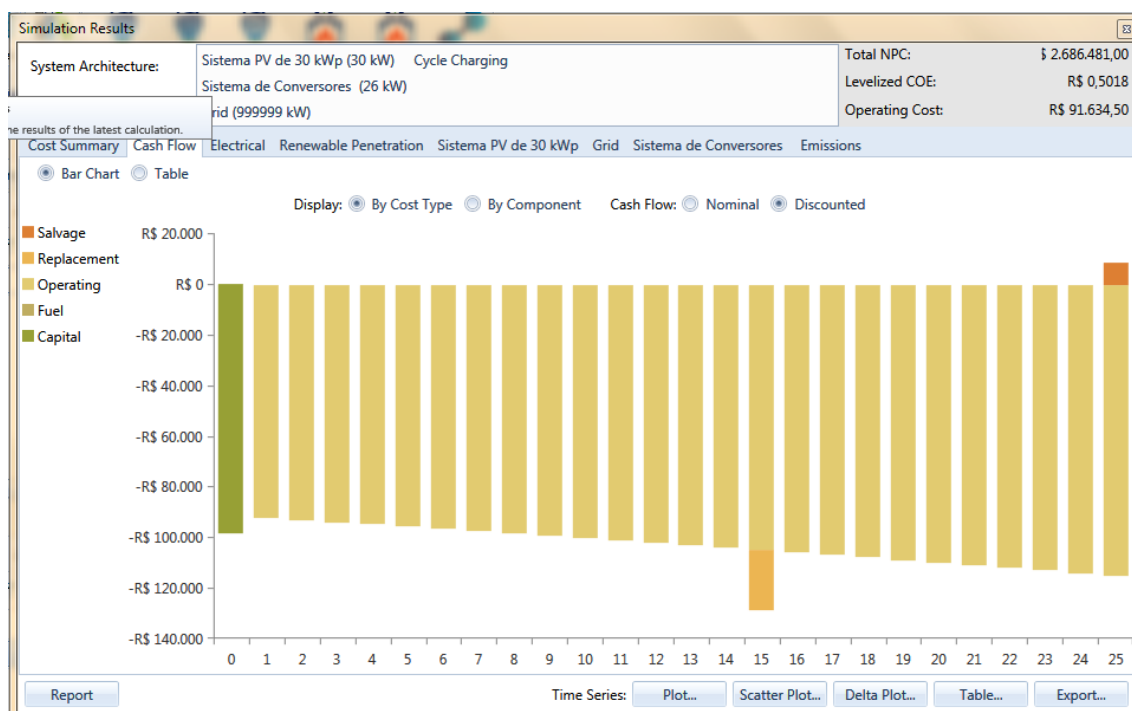 Simulation Results
System Architecture:
Sistema PV de 30 kWp (30 kW) Cycle Charging
Sistema de Conversores (26 kW)
rid (999999 kW)
Total NPC: $ 2.686.481,00
Levelized COE: R$ 0,5018
Operating Cost: R$ 91.634,50
ne results of the latest calculation.
Cost Summary Cash Flow Electrical Renewable Penetration Sistema PV de 30 kWp Grid Sistema de Conversores Emissions
Bar Chart Table
Display: By Cost Type By Component Cash Flow: Nominal Discounted
Salvage
Replacement
Operating
Fuel
Capital
R$ 20.000
R$ 0
-R$ 20.000
-R$ 40.000
-R$ 60.000
-R$ 80.000
-R$ 100.000
-R$ 120.000
-R$ 140.000
0 1 2 3 4 5 6 7 8 9 10 11 12 13 14 15 16 17 18 19 20 21 22 23 24 25
Report Time Series: Plot... Scatter Plot... Delta Plot... Table... Export...